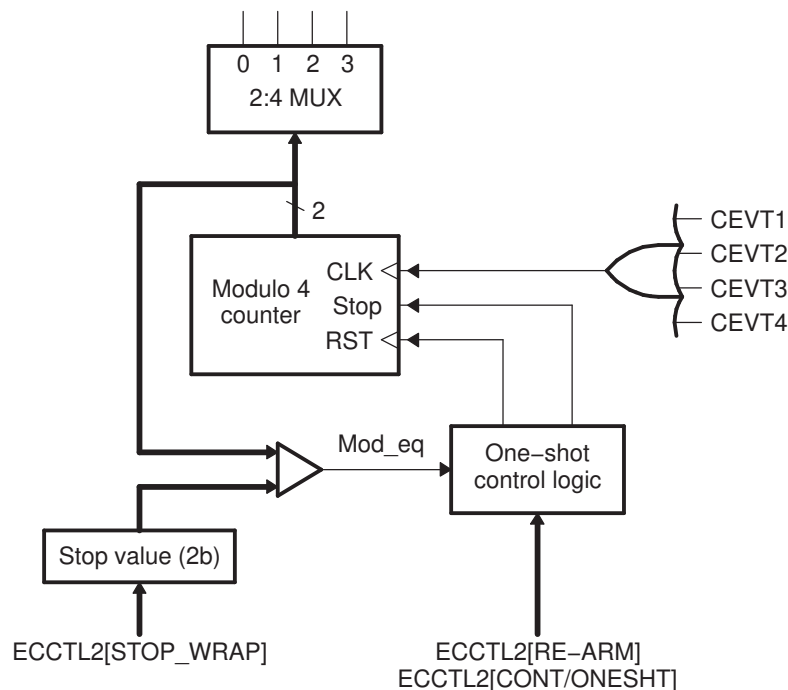 0 1 2 3
2:4 MUX
2
CEVT1
CEVT2
CEVT3
CEVT4
CLK
Modulo 4
counter
Stop
RST
Mod_eq
One−shot
control logic
Stop value (2b)
ECCTL2[STOP_WRAP]
ECCTL2[RE−ARM]
ECCTL2[CONT/ONESHT]